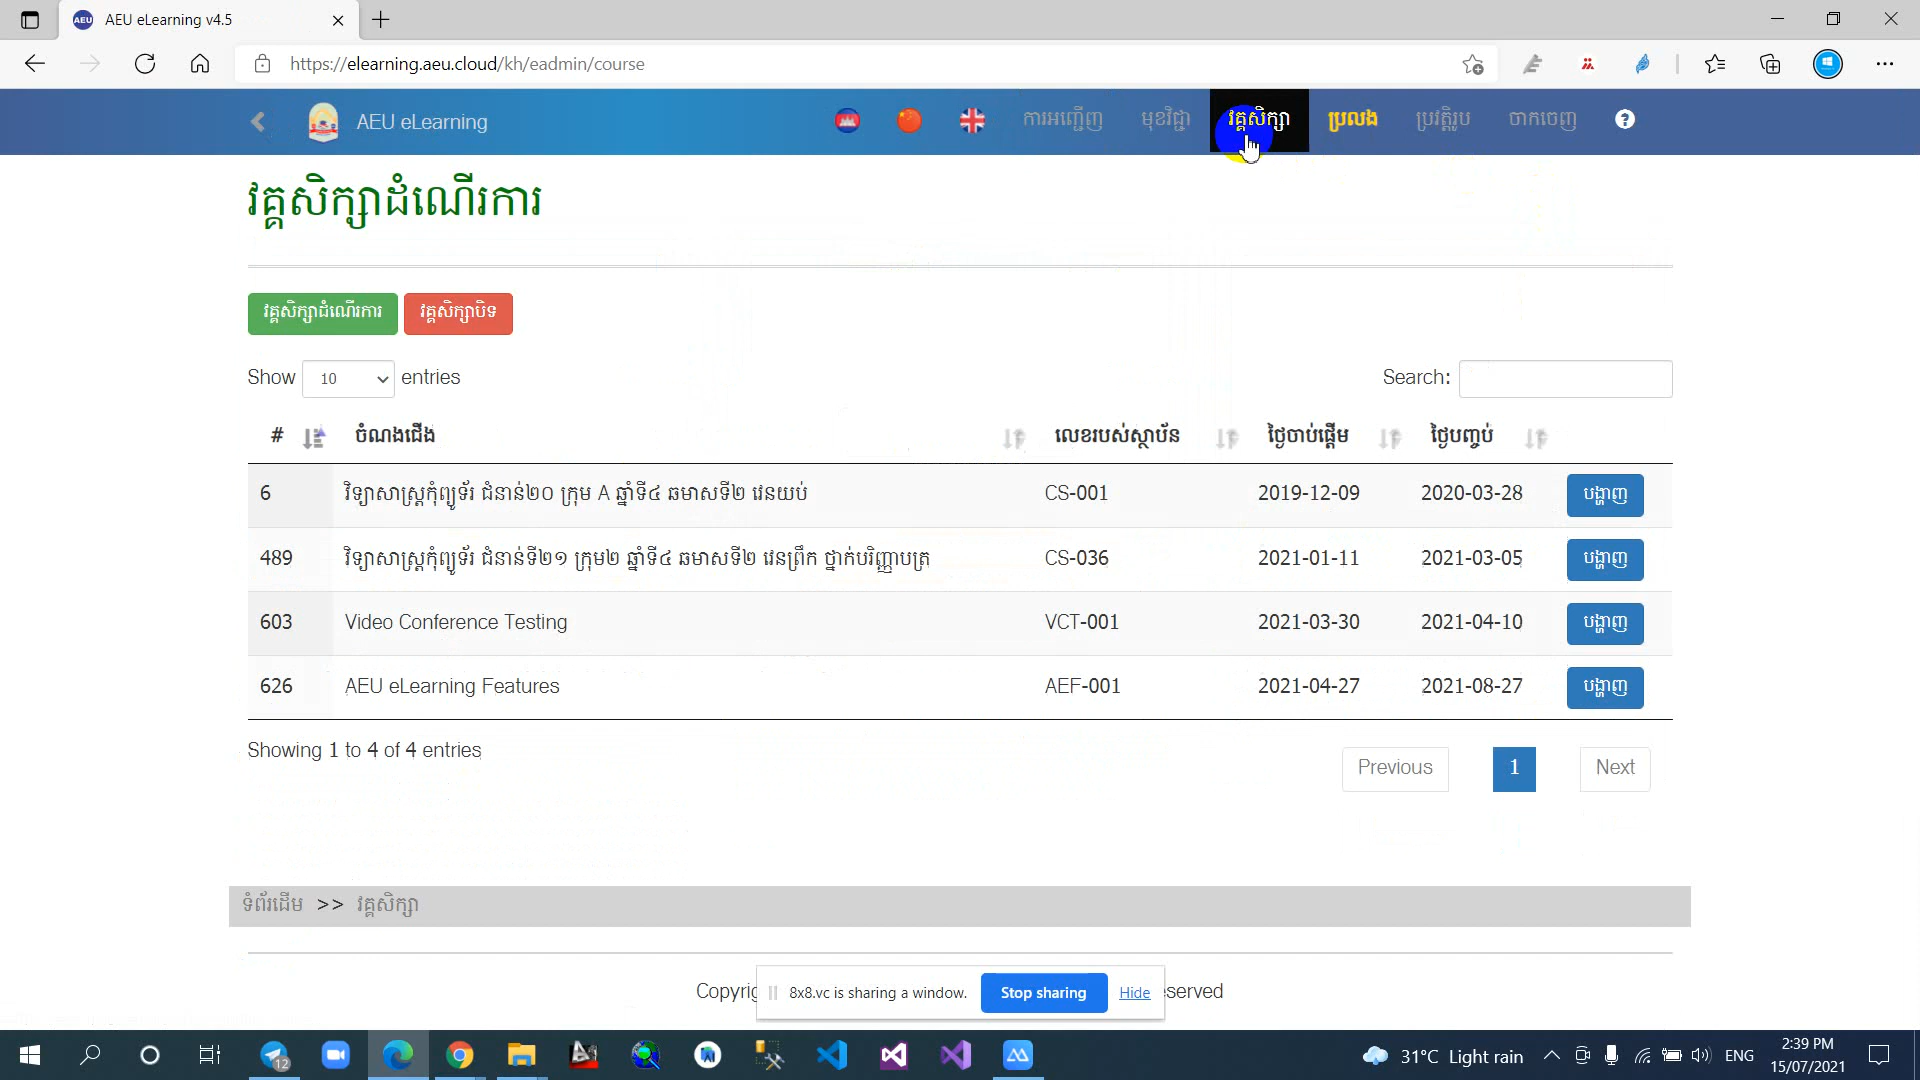 AEU eLearning v4.5
https://elearning.aeu.cloud/kh/eadmin/course
AEU eLearning
ការអញ្ជើញ មុខវិជ្ជា វគ្គសិក្សា ប្រលង ប្រវត្តិរូប ចាកចេញ ?
វគ្គសិក្សាដំណើរការ
វគ្គសិក្សាដំណើរការ វគ្គសិក្សាបិទ
Show 10 entries Search:
# ចំណងជើង លេខរបស់ស្ថាប័ន ថ្ងៃចាប់ផ្ដើម ថ្ងៃបញ្ចប់
6 វិទ្យាសាស្ត្រកុំព្យូទ័រ ជំនាន់២០ ក្រុម A ឆ្នាំទី៤ ឆមាសទី២ វេនយប់ CS-001 2019-12-09 2020-03-28 បង្ហាញ
489 វិទ្យាសាស្ត្រកុំព្យូទ័រ ជំនាន់ទី២១ ក្រុម២ ឆ្នាំទី៤ ឆមាសទី២ វេនព្រឹក ថ្នាក់បរិញ្ញាបត្រ CS-036 2021-01-11 2021-03-05 បង្ហាញ
603 Video Conference Testing VCT-001 2021-03-30 2021-04-10 បង្ហាញ
626 AEU eLearning Features AEF-001 2021-04-27 2021-08-27 បង្ហាញ
Showing 1 to 4 of 4 entries
Previous 1 Next
ទំព័រដើម >> វគ្គសិក្សា
8x8.vc is sharing a window. Stop sharing Hide
12
31°C Light rain ENG 2:39 PM
15/07/2021